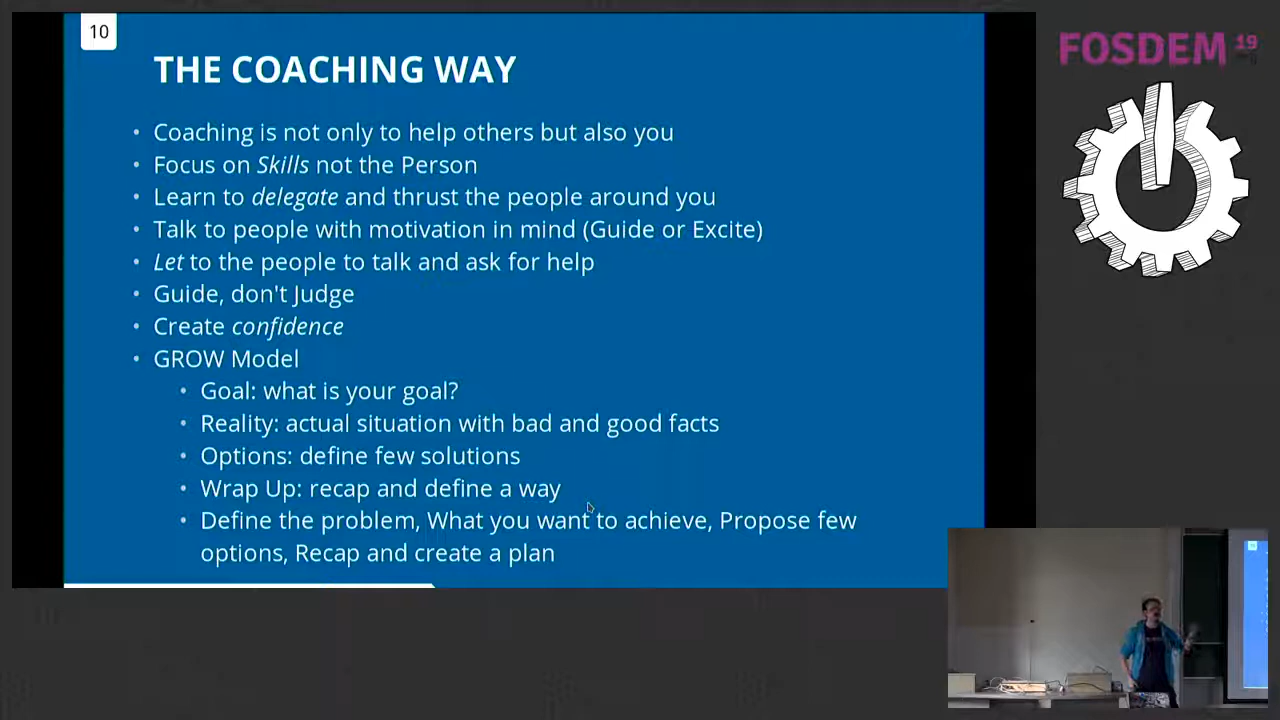 10
FOSDEM 19
THE COACHING WAY
• Coaching is not only to help others but also you
• Focus on Skills not the Person
• Learn to delegate and thrust the people around you
• Talk to people with motivation in mind (Guide or Excite)
• Let to the people to talk and ask for help
• Guide, don't Judge
• Create confidence
• GROW Model
• Goal: what is your goal?
• Reality: actual situation with bad and good facts
• Options: define few solutions
• Wrap Up: recap and define a way
• Define the problem, What you want to achieve, Propose few
options, Recap and create a plan